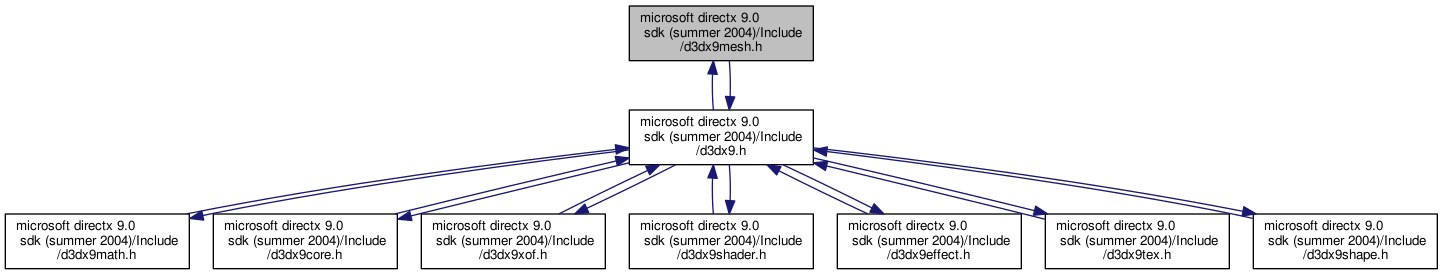 microsoft directx 9.0
sdk (summer 2004)/Include
/d3dx9mesh.h
microsoft directx 9.0
sdk (summer 2004)/Include
/d3dx9.h
microsoft directx 9.0
sdk (summer 2004)/Include
/d3dx9math.h
microsoft directx 9.0
sdk (summer 2004)/Include
/d3dx9core.h
microsoft directx 9.0
sdk (summer 2004)/Include
/d3dx9xof.h
microsoft directx 9.0
sdk (summer 2004)/Include
/d3dx9shader.h
microsoft directx 9.0
sdk (summer 2004)/Include
/d3dx9effect.h
microsoft directx 9.0
sdk (summer 2004)/Include
/d3dx9tex.h
microsoft directx 9.0
sdk (summer 2004)/Include
/d3dx9shape.h